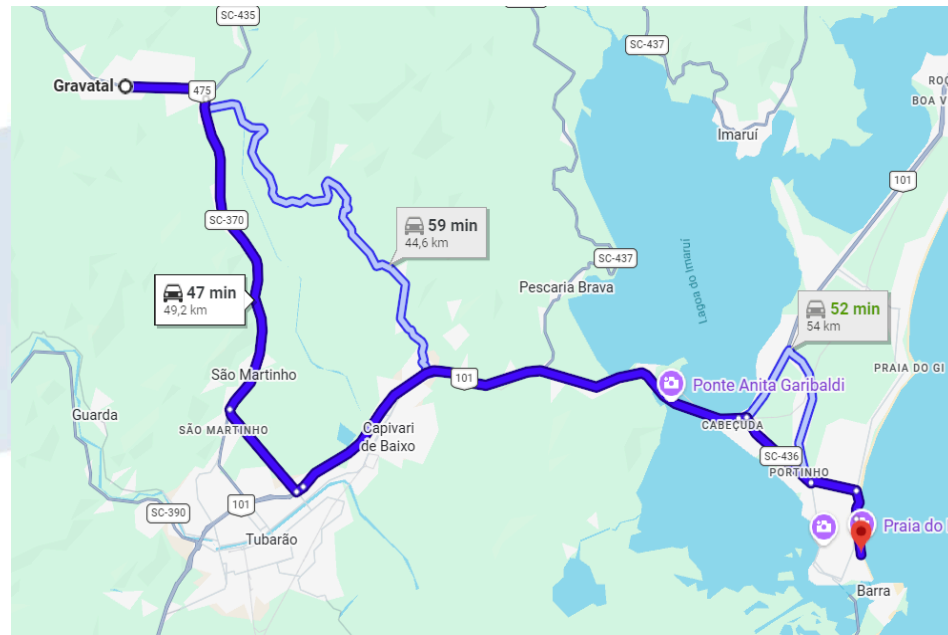 SC-435
SC-437
ROÇ
BOA V
Gravatal
475
Imaruí
101
SC-370
59 min
44,6 km
SC-437
Lagoa do Imaruí
47 min
49,2 km
Pescaria Brava
52 min
54 km
São Martinho
101
Ponte Anita Garibaldi
PRAIA DO GI
Guarda
SÃO MARTINHO
Capivari
de Baixo
CABEÇUDA
SC-436
PORTINHO
101
SC-390
Tubarão
Praia do
Barra